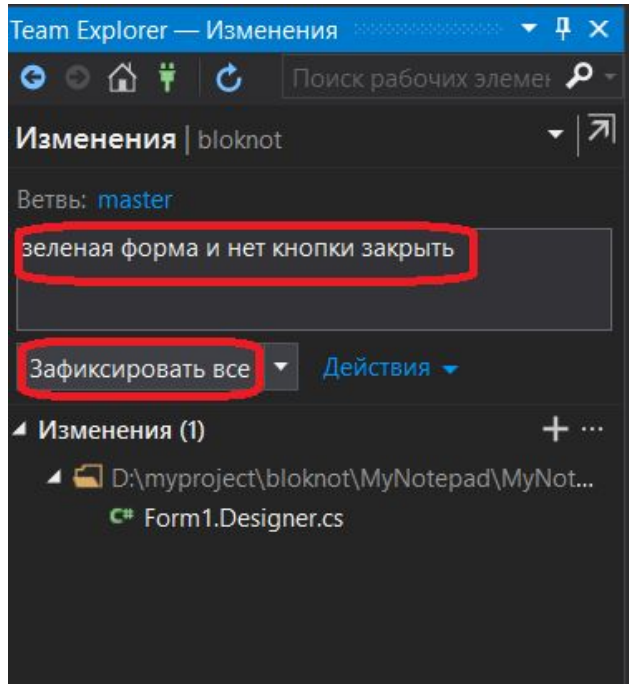 Team Explorer — Изменения
Поиск рабочих элемен
Изменения | bloknot
Ветвь: master
зеленая форма и нет кнопки закрыть
Зафиксировать все
Действия
Изменения (1)
D:\myproject\bloknot\MyNotepad\MyNot...
C# Form1.Designer.cs